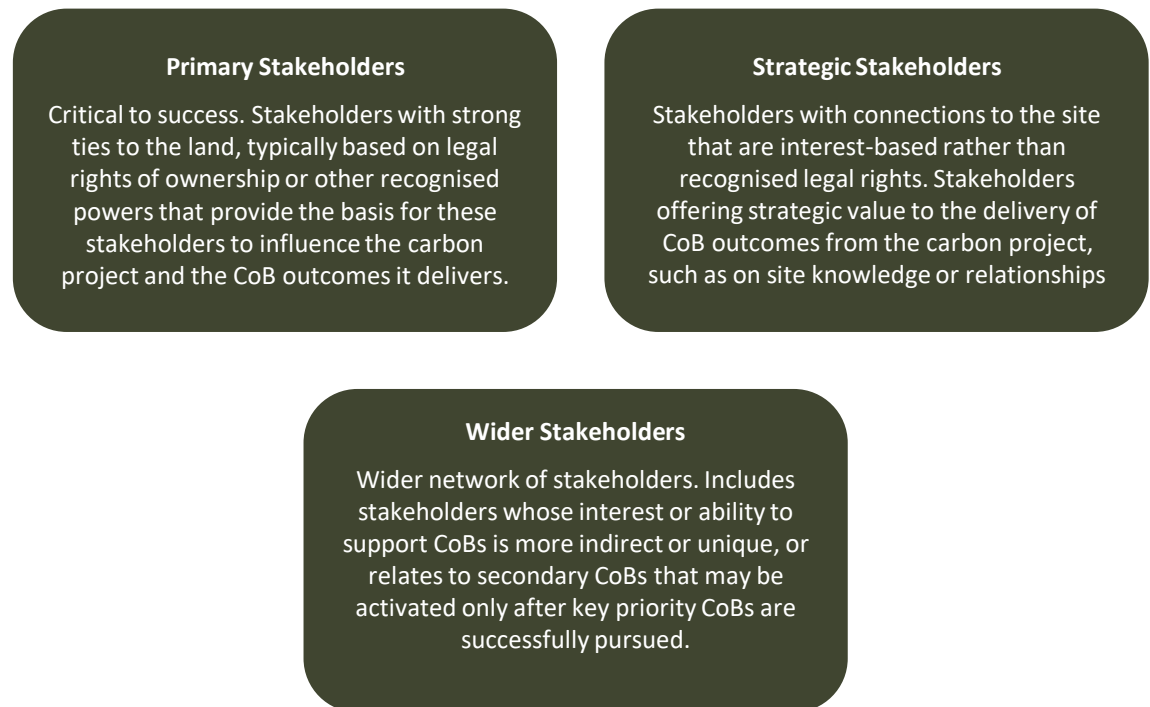 Primary Stakeholders
Critical to success. Stakeholders with strong
ties to the land, typically based on legal
rights of ownership or other recognised
powers that provide the basis for these
stakeholders to influence the carbon
project and the CoB outcomes it delivers.
Strategic Stakeholders
Stakeholders with connections to the site
that are interest-based rather than
recognised legal rights. Stakeholders
offering strategic value to the delivery of
CoB outcomes from the carbon project,
such as on site knowledge or relationships
Wider Stakeholders
Wider network of stakeholders. Includes
stakeholders whose interest or ability to
support CoBs is more indirect or unique, or
relates to secondary CoBs that may be
activated only after key priority CoBs are
successfully pursued.